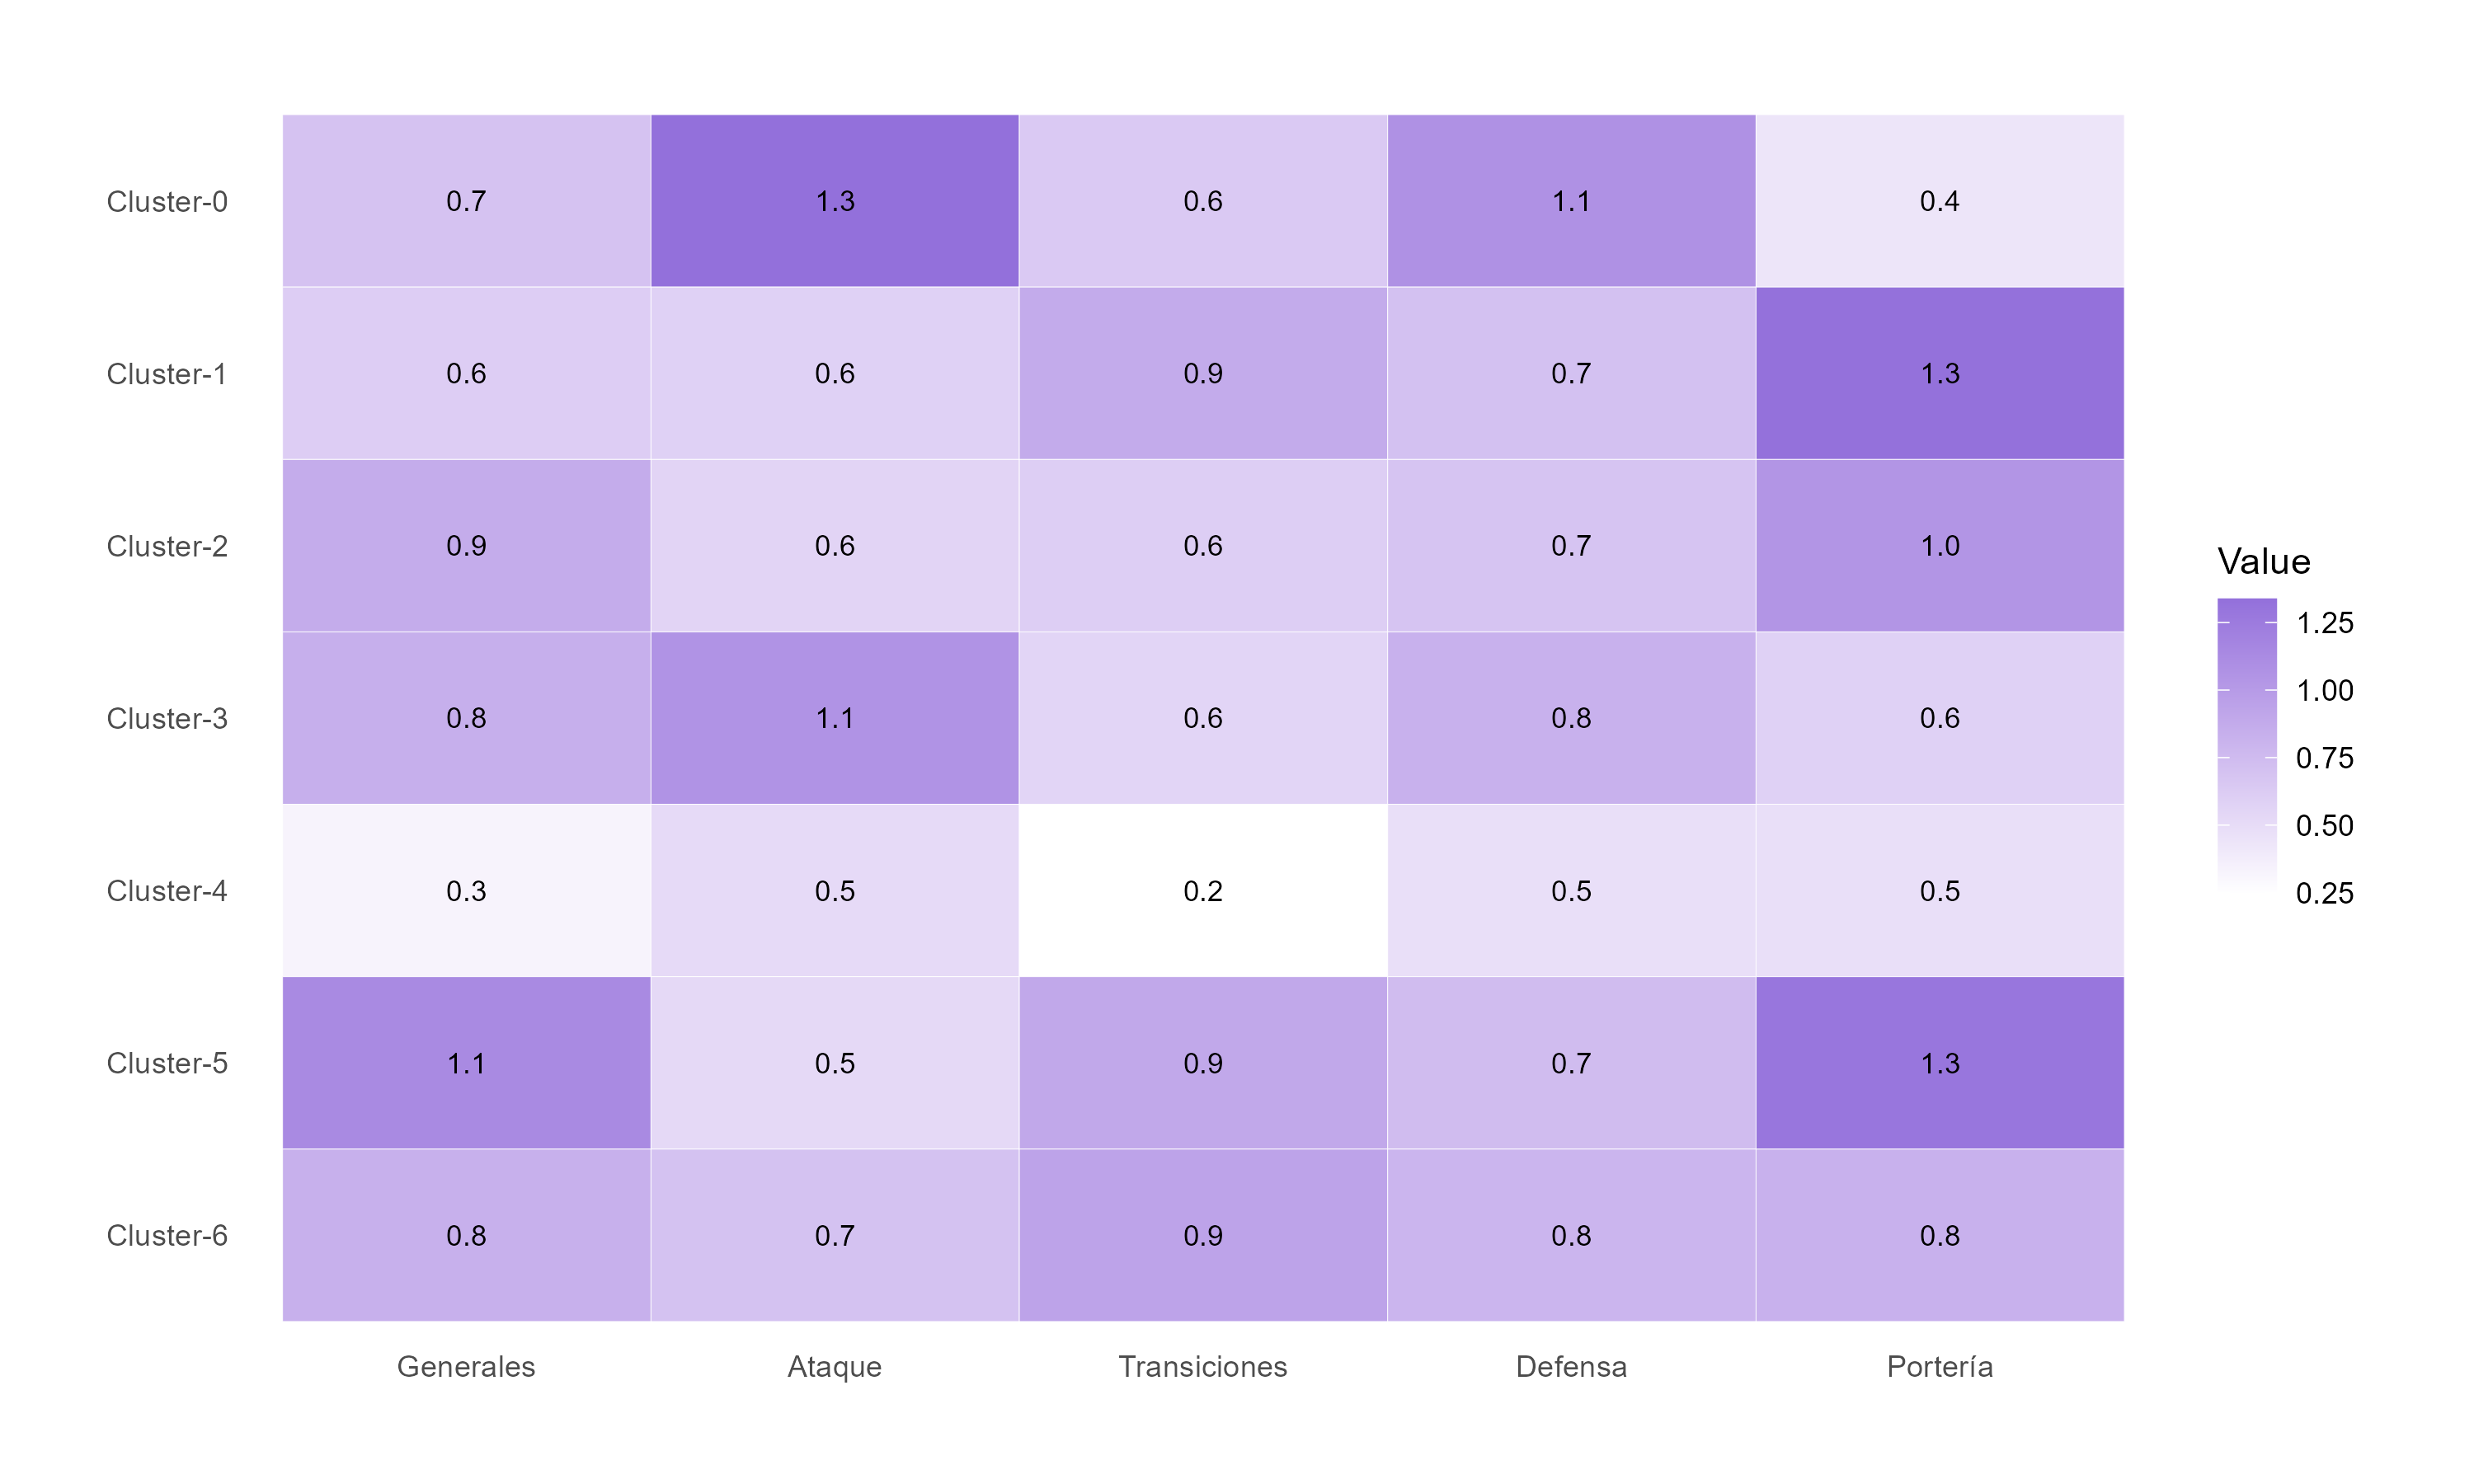 Cluster-0 0.7 1.3 0.6 1.1 0.4
Cluster-1 0.6 0.6 0.9 0.7 1.3
Cluster-2 0.9 0.6 0.6 0.7 1.0
Cluster-3 0.8 1.1 0.6 0.8 0.6
Cluster-4 0.3 0.5 0.2 0.5 0.5
Cluster-5 1.1 0.5 0.9 0.7 1.3
Cluster-6 0.8 0.7 0.9 0.8 0.8
Generales Ataque Transiciones Defensa Portería
Value
1.25
1.00
0.75
0.50
0.25